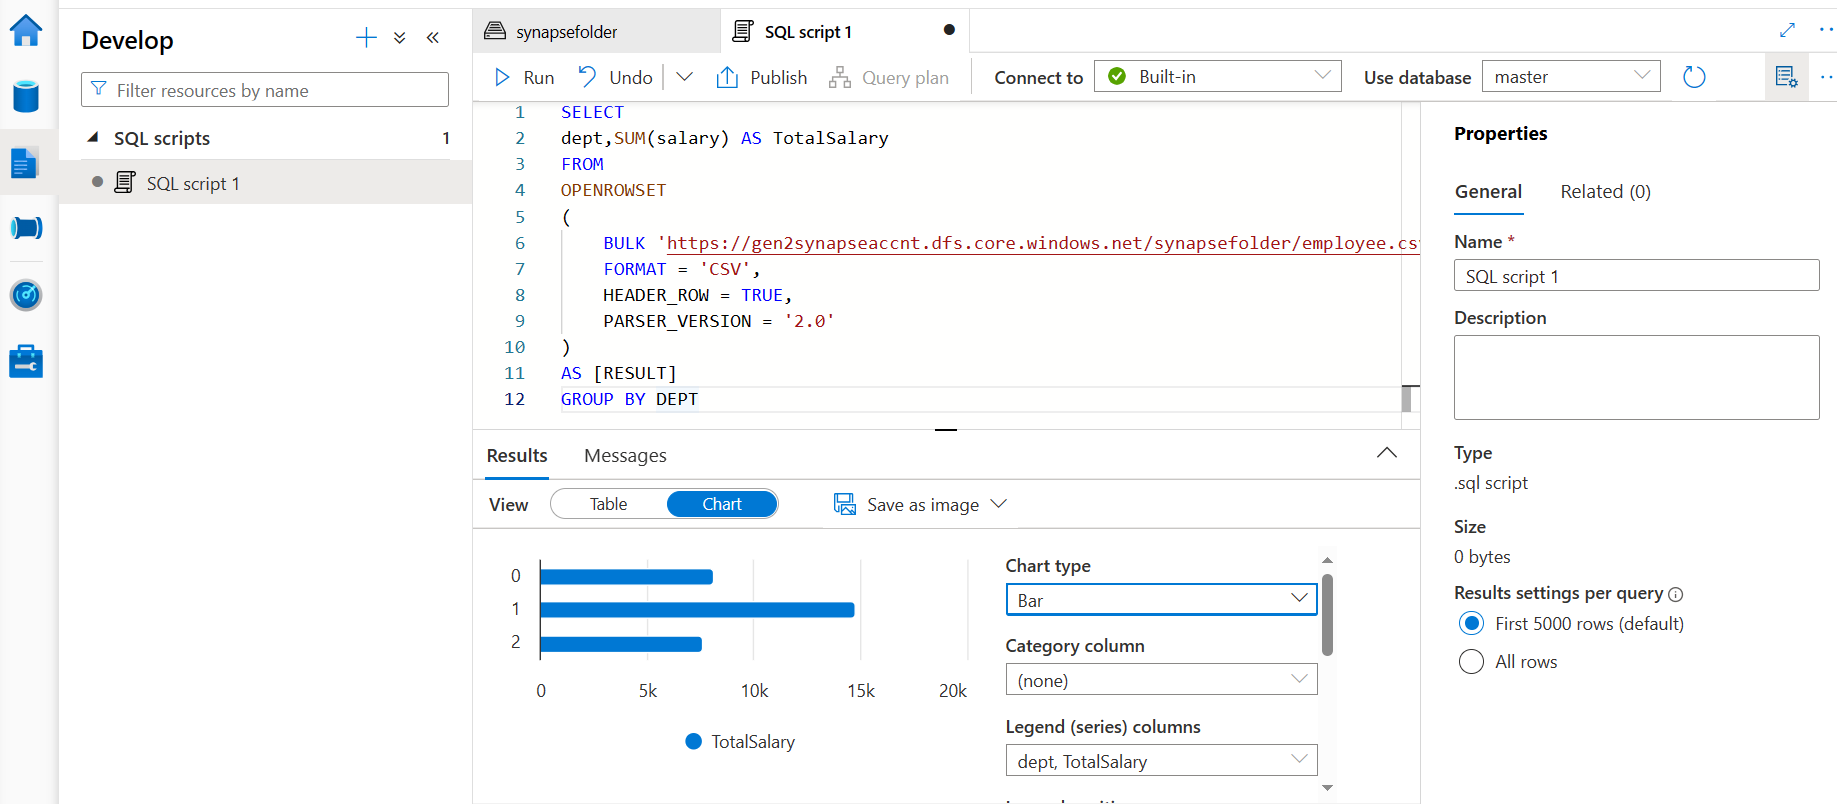 Develop
Filter resources by name
SQL scripts 1
SQL script 1
synapsefolder
SQL script 1
Run
Undo
Publish
Query plan
Connect to
Built-in
Use database
master
1 SELECT
2 dept,SUM(salary) AS TotalSalary
3 FROM
4 OPENROWSET
5 (
6 BULK 'https://gen2synapseaccnt.dfs.core.windows.net/synapsefolder/employee.cs
7 FORMAT = 'CSV',
8 HEADER_ROW = TRUE,
9 PARSER_VERSION = '2.0'
10 )
11 AS [RESULT]
12 GROUP BY DEPT
Results Messages
View Table Chart Save as image
0
1
2
0 5k 10k 15k 20k
TotalSalary
Chart type
Bar
Category column
(none)
Legend (series) columns
dept, TotalSalary
Properties
General Related (0)
Name *
SQL script 1
Description
Type
.sql script
Size
0 bytes
Results settings per query
First 5000 rows (default)
All rows